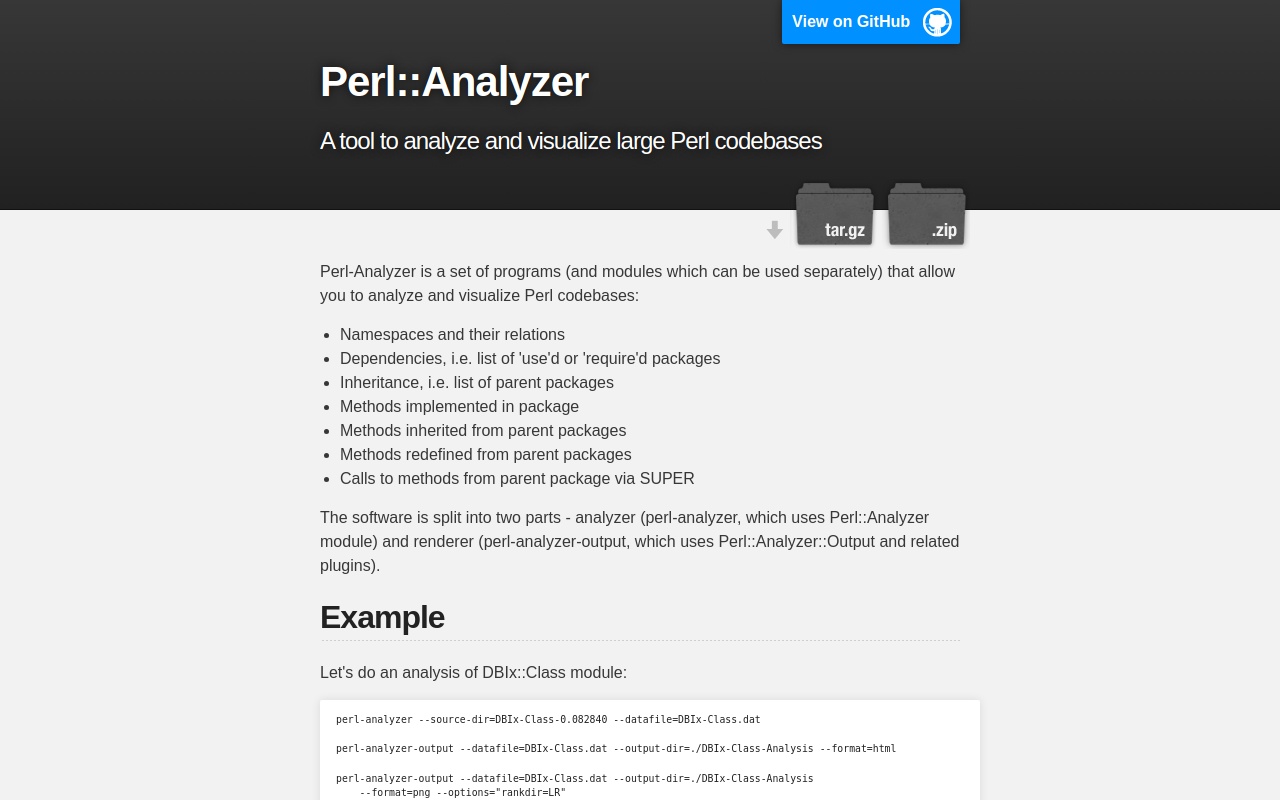 View on GitHub
Perl::Analyzer
A tool to analyze and visualize large Perl codebases
tar.gz
.zip
Perl-Analyzer is a set of programs (and modules which can be used separately) that allow
you to analyze and visualize Perl codebases:
Namespaces and their relations
Dependencies, i.e. list of 'use'd or 'require'd packages
Inheritance, i.e. list of parent packages
Methods implemented in package
Methods inherited from parent packages
Methods redefined from parent packages
Calls to methods from parent package via SUPER
The software is split into two parts - analyzer (perl-analyzer, which uses Perl::Analyzer
module) and renderer (perl-analyzer-output, which uses Perl::Analyzer::Output and related
plugins).
Example
Let's do an analysis of DBIx::Class module:
perl-analyzer --source-dir=DBIx-Class-0.082840 --datafile=DBIx-Class.dat
perl-analyzer-output --datafile=DBIx-Class.dat --output-dir=./DBIx-Class-Analysis --format=html
perl-analyzer-output --datafile=DBIx-Class.dat --output-dir=./DBIx-Class-Analysis
--format=png --options="rankdir=LR"